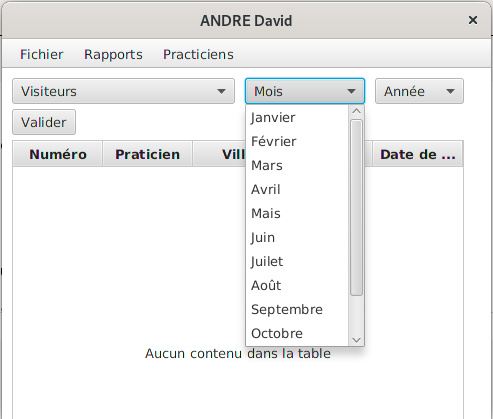 ANDRE David
Fichier Rapports Practiciens
Visiteurs Mois Année
Valider
Janvier
Février
Mars
Avril
Mais
Juin
Juilet
Août
Septembre
Octobre
Numéro Praticien Vill Date de ...
Aucun contenu dans la table